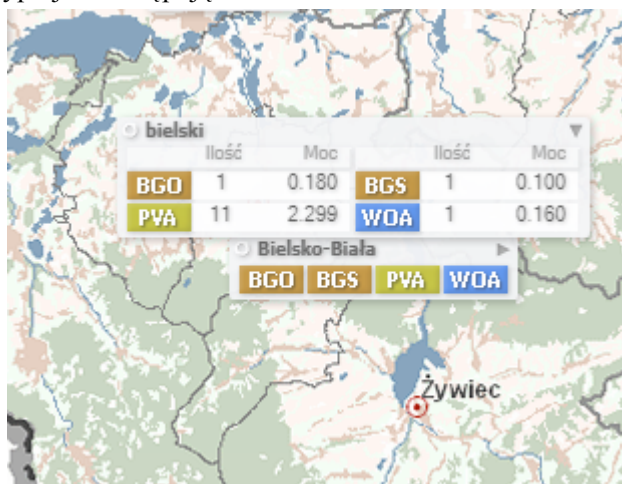 bielski
Ilość Moc Ilość Moc
BGO 1 0.180 BGS 1 0.100
PVA 11 2.299 WOA 1 0.160
Bielsko-Biała
BGO BGS PVA WOA
Żywiec